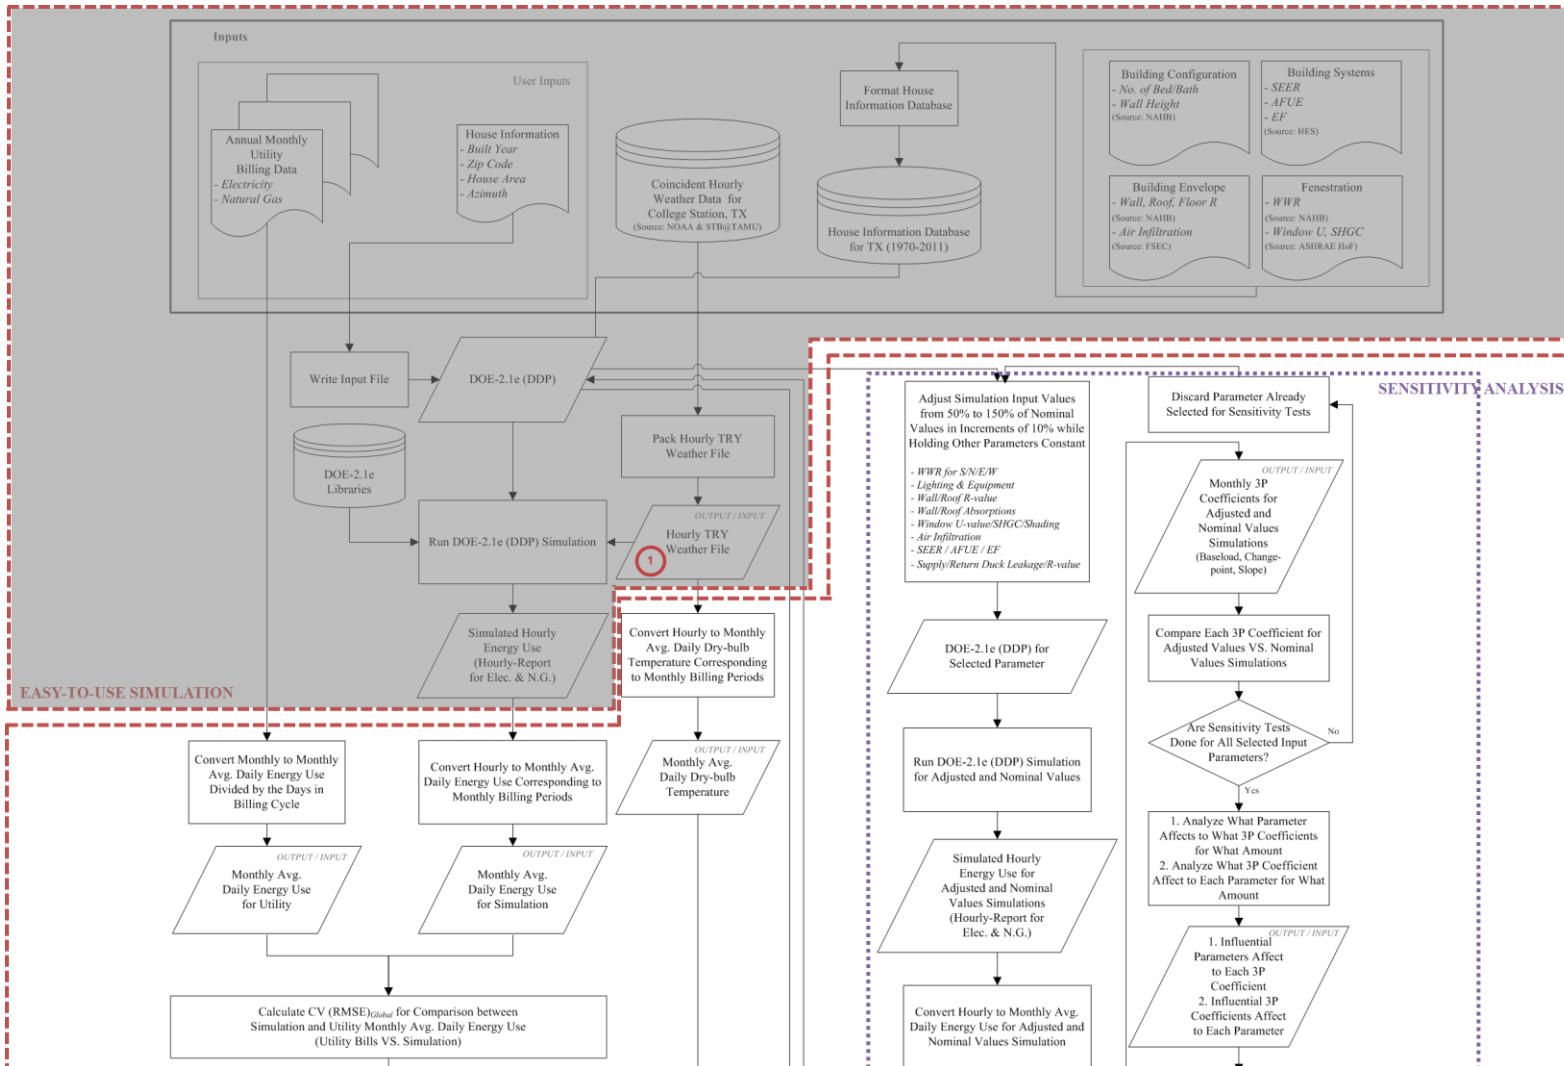 Inputs
User Inputs
Annual Monthly
Utility
Billing Data
- Electricity
- Natural Gas
House Information
- Built Year
- Zip Code
- House Area
- Azimuth
Coincident Hourly
Weather Data for
College Station, TX
(Source: NOAA & STB@TAMU)
Format House
Information Database
House Information Database
for TX (1970-2011)
Building Configuration
- No. of Bed/Bath
- Wall Height
(Source: NAHB)
Building Systems
- SEER
- AFUE
- EF
(Source: HES)
Building Envelope
- Wall, Roof, Floor R
(Source: NAHB)
- Air Infiltration
(Source: FSEC)
Fenestration
- WWR
(Source: NAHB)
- Window U, SHGC
(Source: ASHRAE HoF)
Write Input File
DOE-2.1e (DDP)
DOE-2.1e
Libraries
Run DOE-2.1e (DDP) Simulation
Pack Hourly TRY
Weather File
OUTPUT / INPUT
Hourly TRY
Weather File
1
Simulated Hourly
Energy Use
(Hourly-Report
for Elec. & N.G.)
EASY-TO-USE SIMULATION
Convert Hourly to Monthly
Avg. Daily Dry-bulb
Temperature Corresponding
to Monthly Billing Periods
OUTPUT / INPUT
Monthly Avg.
Daily Dry-bulb
Temperature
Convert Monthly to Monthly
Avg. Daily Energy Use
Divided by the Days in
Billing Cycle
Convert Hourly to Monthly Avg.
Daily Energy Use Corresponding to
Monthly Billing Periods
OUTPUT / INPUT
Monthly Avg.
Daily Energy Use
for Utility
OUTPUT / INPUT
Monthly Avg.
Daily Energy Use
for Simulation
Calculate CV (RMSE)Global for Comparison between
Simulation and Utility Monthly Avg. Daily Energy Use
(Utility Bills VS. Simulation)
SENSITIVITY ANALYSIS
Adjust Simulation Input Values
from 50% to 150% of Nominal
Values in Increments of 10% while
Holding Other Parameters Constant
- WWR for S/N/E/W
- Lighting & Equipment
- Wall/Roof R-value
- Wall/Roof Absorptions
- Window U-value/SHGC/Shading
- Air Infiltration
- SEER / AFUE / EF
- Supply/Return Duck Leakage/R-value
DOE-2.1e (DDP) for
Selected Parameter
Run DOE-2.1e (DDP) Simulation
for Adjusted and Nominal Values
Simulated Hourly
Energy Use for
Adjusted and Nominal
Values Simulations
(Hourly-Report for
Elec. & N.G.)
Convert Hourly to Monthly Avg.
Daily Energy Use for Adjusted and
Nominal Values Simulation
Discard Parameter Already
Selected for Sensitivity Tests
OUTPUT / INPUT
Monthly 3P
Coefficients for
Adjusted and
Nominal Values
Simulations
(Baseload, Change-
point, Slope)
Compare Each 3P Coefficient for
Adjusted Values VS. Nominal
Values Simulations
Are Sensitivity Tests
Done for All Selected Input
Parameters?
No
Yes
1. Analyze What Parameter
Affects to What 3P Coefficients
for What Amount
2. Analyze What 3P Coefficient
Affect to Each Parameter for What
Amount
OUTPUT / INPUT
1. Influential
Parameters Affect
to Each 3P
Coefficient
2. Influential 3P
Coefficients Affect
to Each Parameter